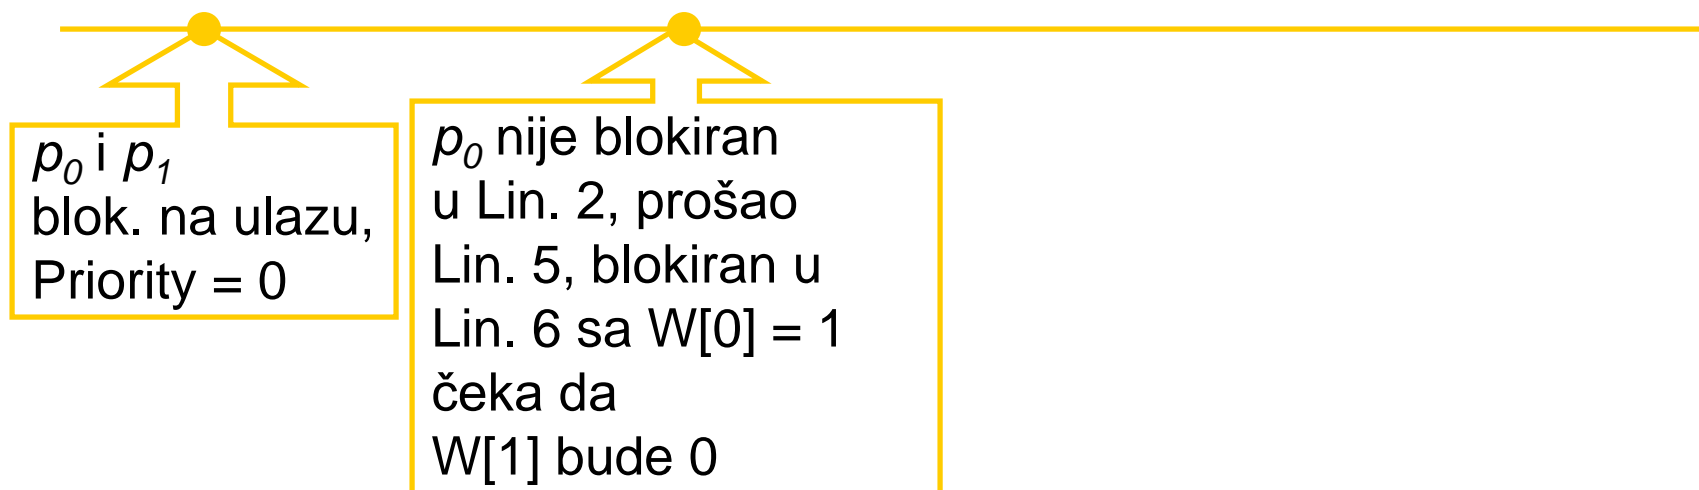 p0 i p1
blok. na ulazu,
Priority = 0
p0 nije blokiran
u Lin. 2, prošao
Lin. 5, blokiran u
Lin. 6 sa W[0] = 1
čeka da
W[1] bude 0